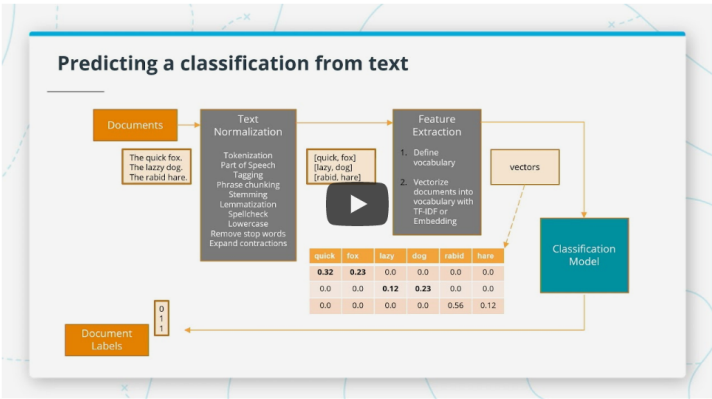 Predicting a classification from text
Documents
The quick fox.
The lazzy dog.
The rabid hare.
Text
Normalization
Tokenization
Part of Speech
Tagging
Phrase chunking
Stemming
Lemmatization
Spellcheck
Lowercase
Remove stop words
Expand contractions
[quick, fox]
[lazy, dog]
[rabid, hare]
Feature
Extraction
1. Define
vocabulary
2. Vectorize
documents into
vocabulary with
TF-IDF or
Embedding
vectors
Classification
Model
quick fox lazy dog rabid hare
0.32 0.23 0.0 0.0 0.0 0.0
0.0 0.0 0.12 0.23 0.0 0.0
0.0 0.0 0.0 0.0 0.56 0.12
0
1
1
Document
Labels